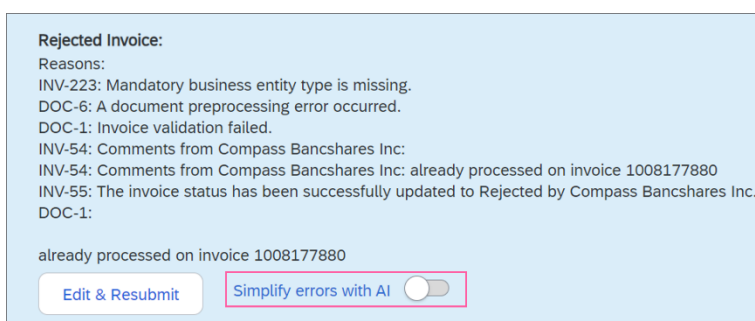 Rejected Invoice:
Reasons:
INV-223: Mandatory business entity type is missing.
DOC-6: A document preprocessing error occurred.
DOC-1: Invoice validation failed.
INV-54: Comments from Compass Bancshares Inc:
INV-54: Comments from Compass Bancshares Inc: already processed on invoice 1008177880
INV-55: The invoice status has been successfully updated to Rejected by Compass Bancshares Inc.
DOC-1:
already processed on invoice 1008177880
Edit & Resubmit Simplify errors with AI